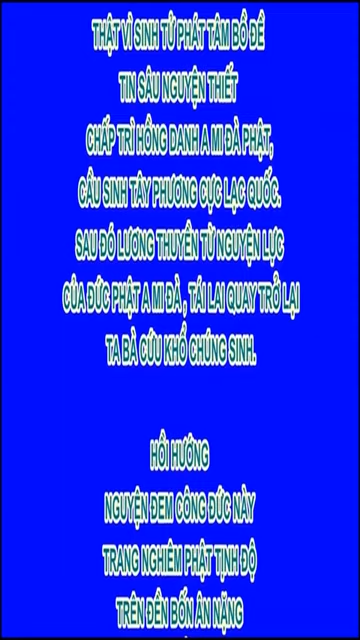 THẬT VÌ SINH TỬ PHÁT TÂM BỒ ĐỀ
TIN SÂU NGUYỆN THIẾT
CHẤP TRÌ HỒNG DANH A MI ĐÀ PHẬT,
CẦU SINH TÂY PHƯƠNG CỰC LẠC QUỐC.
SAU ĐÓ LƯƠNG THUYỀN TỪ NGUYỆN LỰC
CỦA ĐỨC PHẬT A MI ĐÀ , TÁI LAI QUAY TRỞ LẠI
TA BÀ CỨU KHỔ CHÚNG SINH.
HỒI HƯỚNG
NGUYỆN ĐEM CÔNG ĐỨC NÀY
TRANG NGHIÊM PHẬT TỊNH ĐỘ
TRÊN ĐỀN BỐN ÂN NẶNG